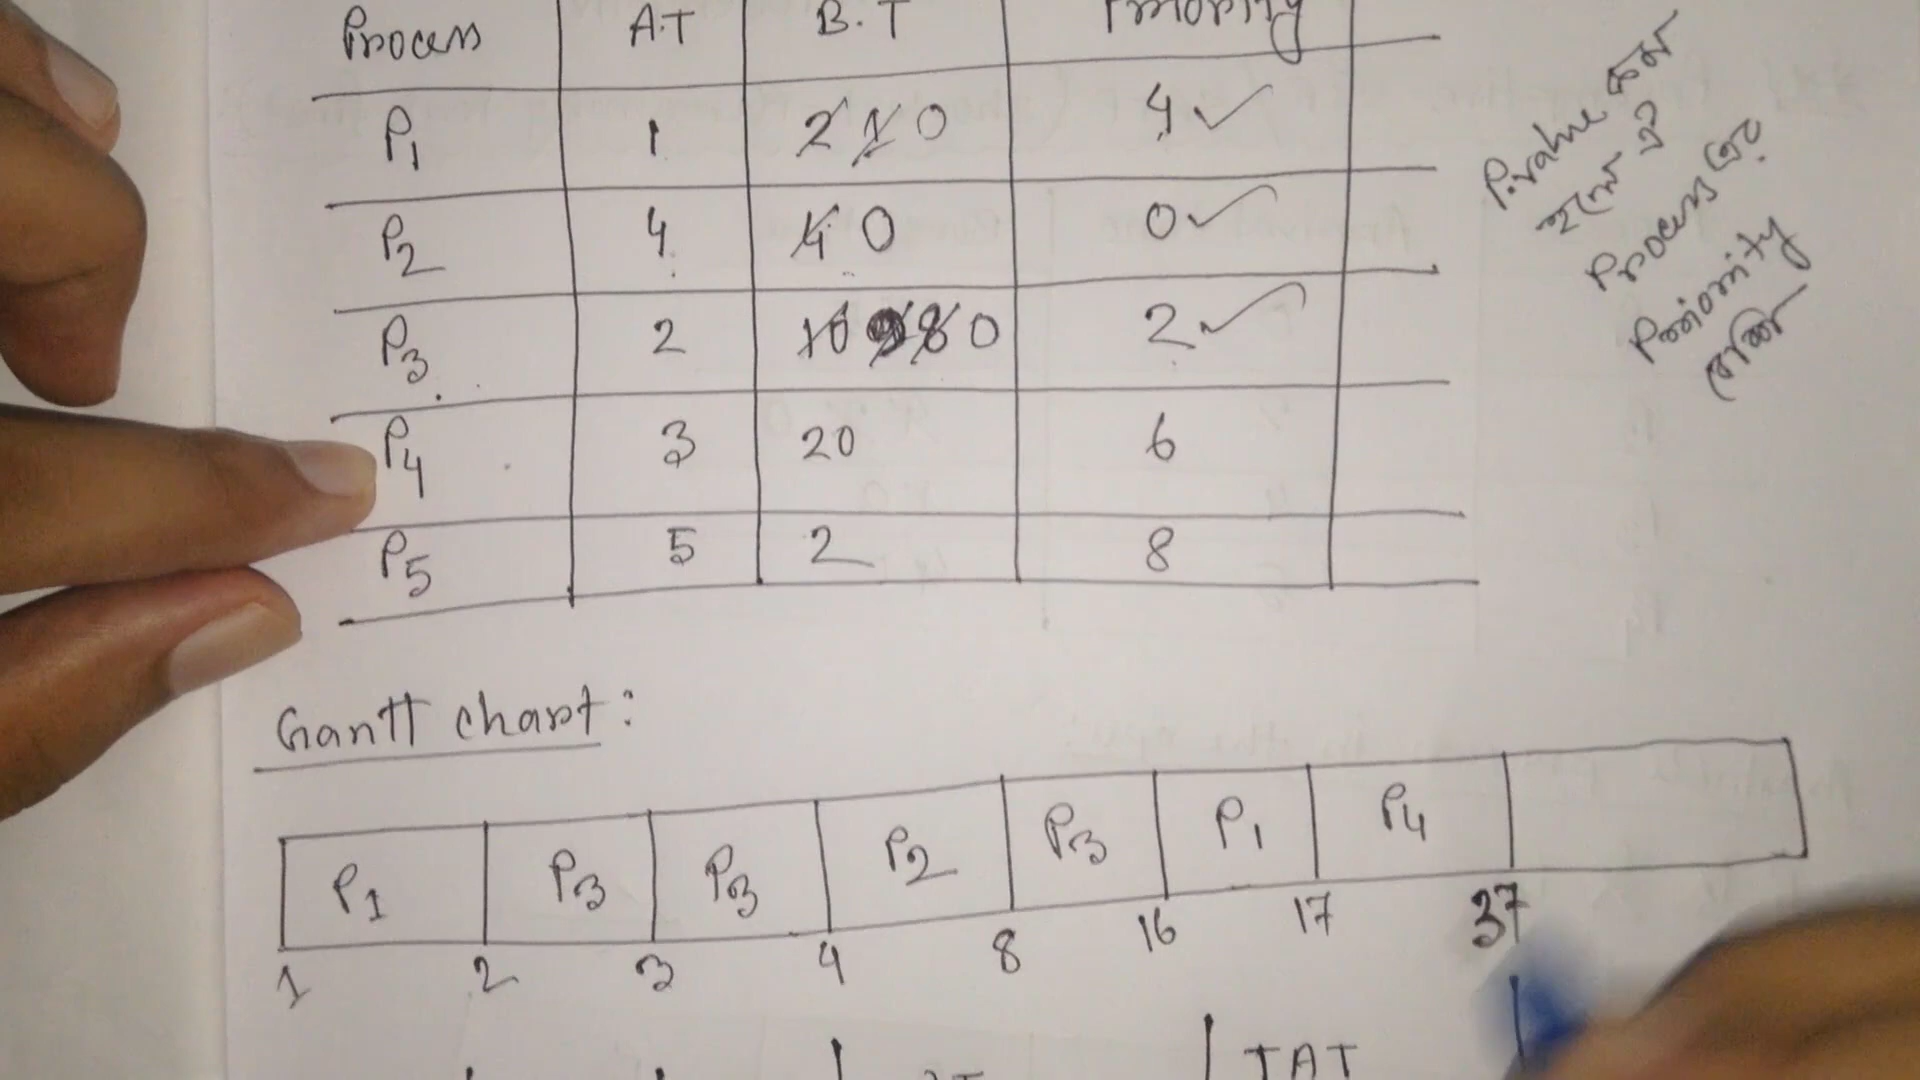 Process A.T B.T Priority
P1 1 2 1 0 4 ✓
P2 4 4 0 0 ✓
P3 2 10 9 8 0 2 ✓
P4 3 20 6
P5 5 2 8
P.value কম
হলে ঐ
Process এর
Priority
বেশি
Gantt chart:
P1 P3 P3 P2 P3 P1 P4
1 2 3 4 8 16 17 37
TAT